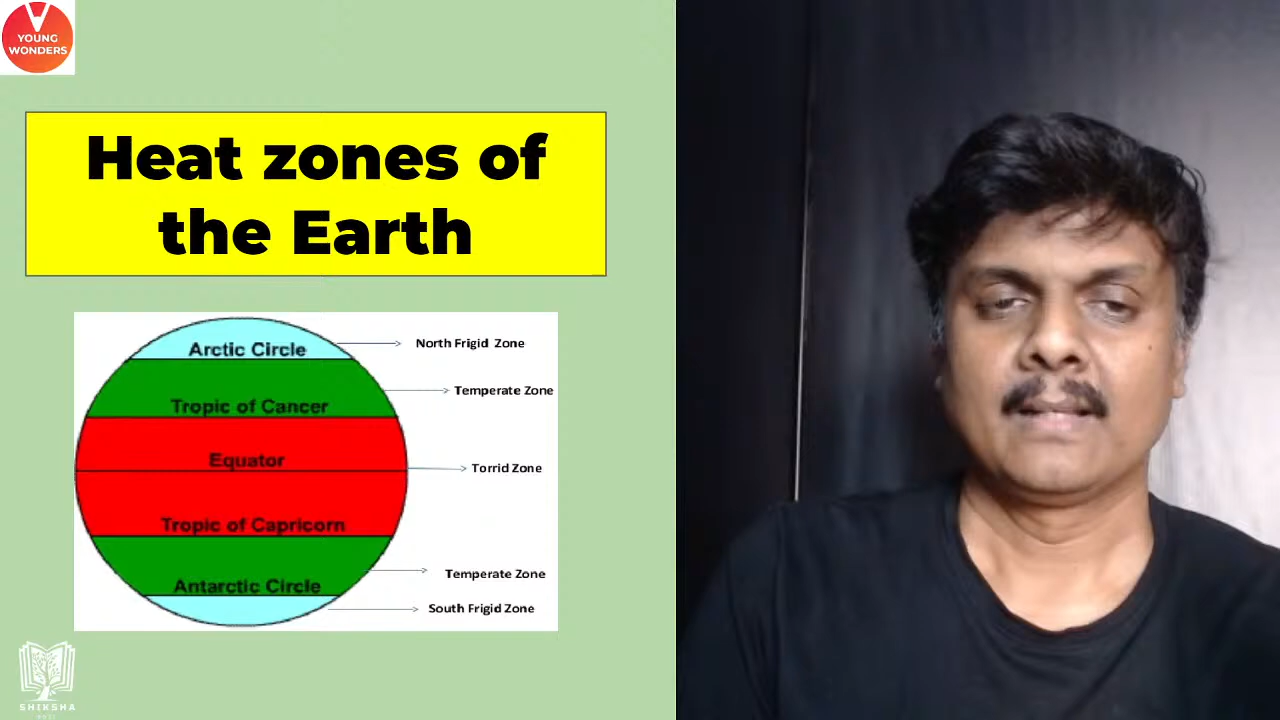 YOUNG
WONDERS
Heat zones of
the Earth
Arctic Circle
North Frigid Zone
Temperate Zone
Tropic of Cancer
Equator
Torrid Zone
Tropic of Capricorn
Temperate Zone
Antarctic Circle
South Frigid Zone
SHIKSHA